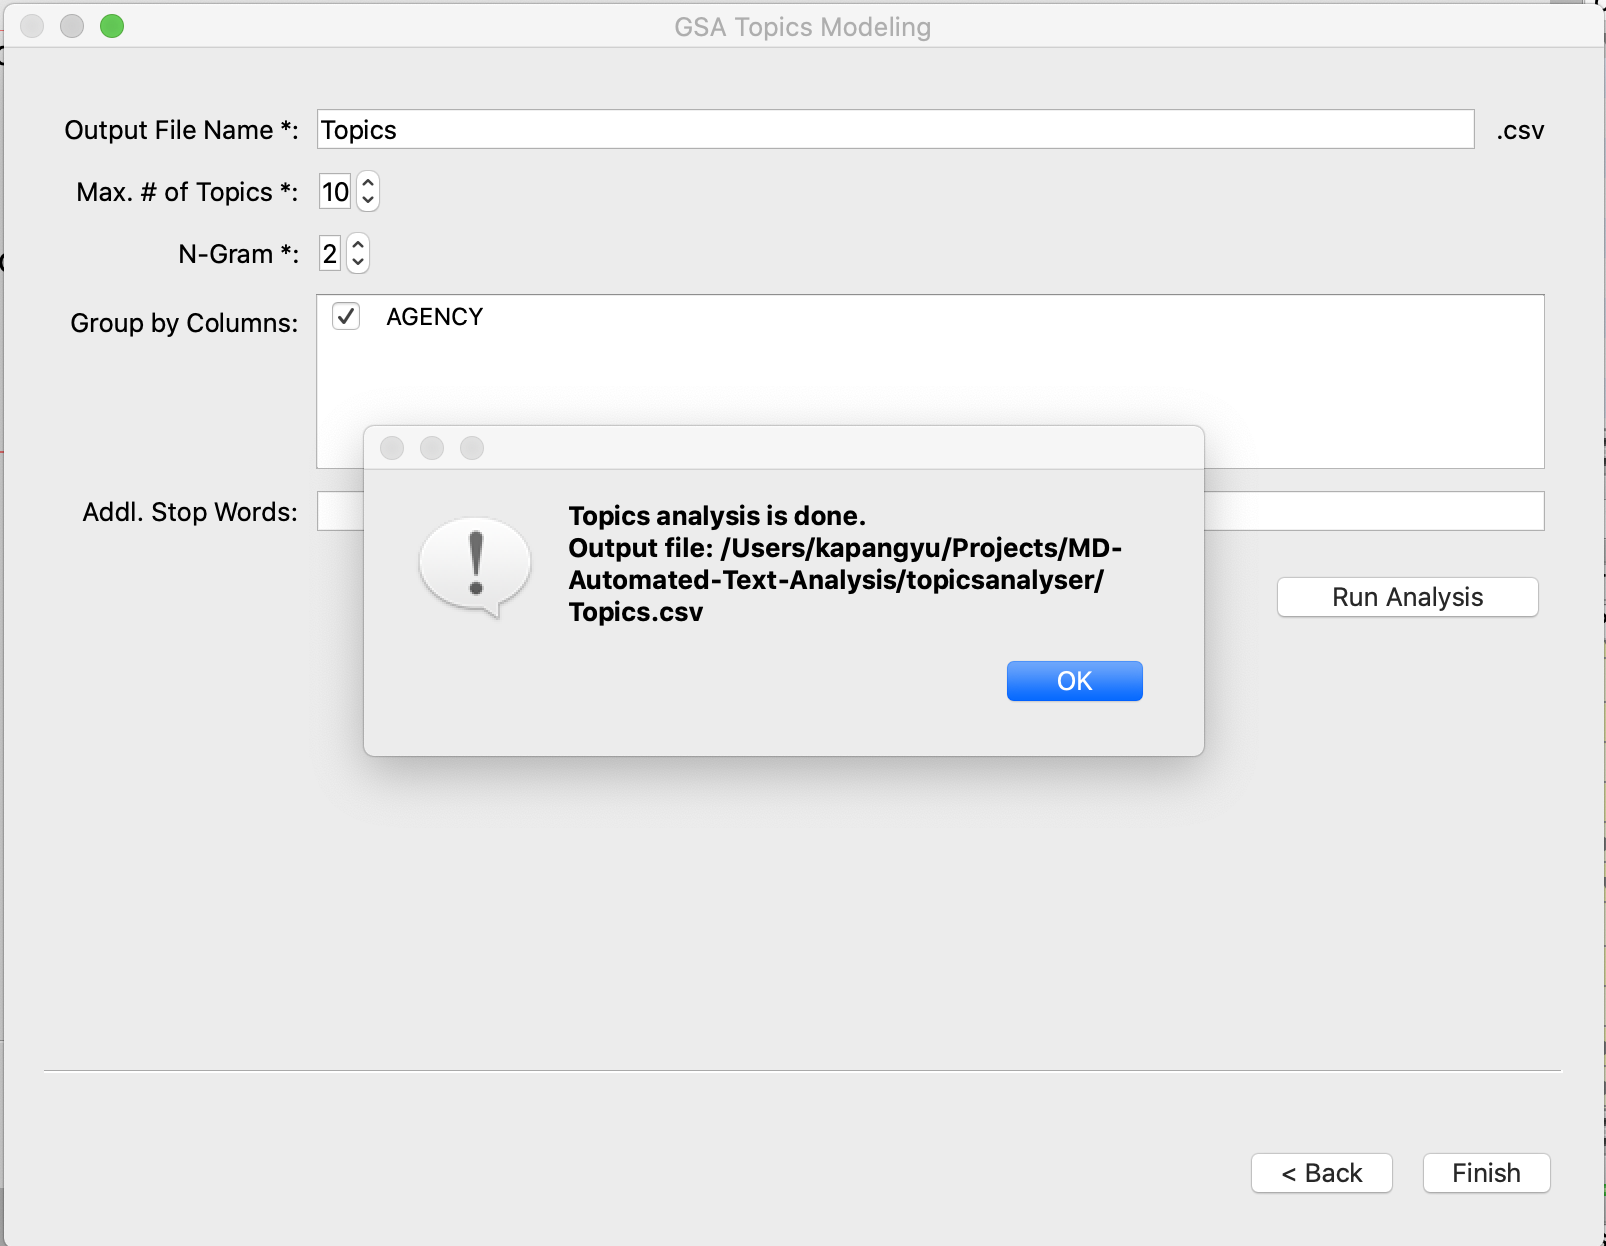 GSA Topics Modeling
Output File Name *: Topics .csv
Max. # of Topics *: 10
N-Gram *: 2
Group by Columns: AGENCY
Addl. Stop Words:
Topics analysis is done.
Output file: /Users/kapangyu/Projects/MD-
Automated-Text-Analysis/topicsanalyser/
Topics.csv
OK
Run Analysis
< Back Finish